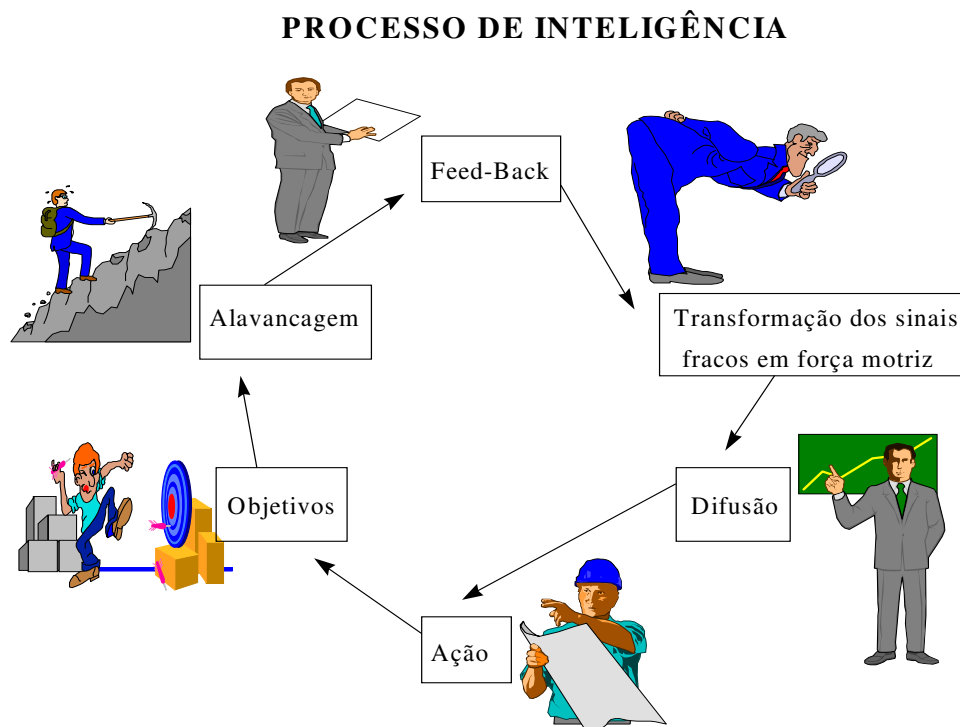 PROCESSO DE INTELIGÊNCIA
Feed-Back
Alavancagem
Transformação dos sinais
fracos em força motriz
Objetivos
Difusão
Ação